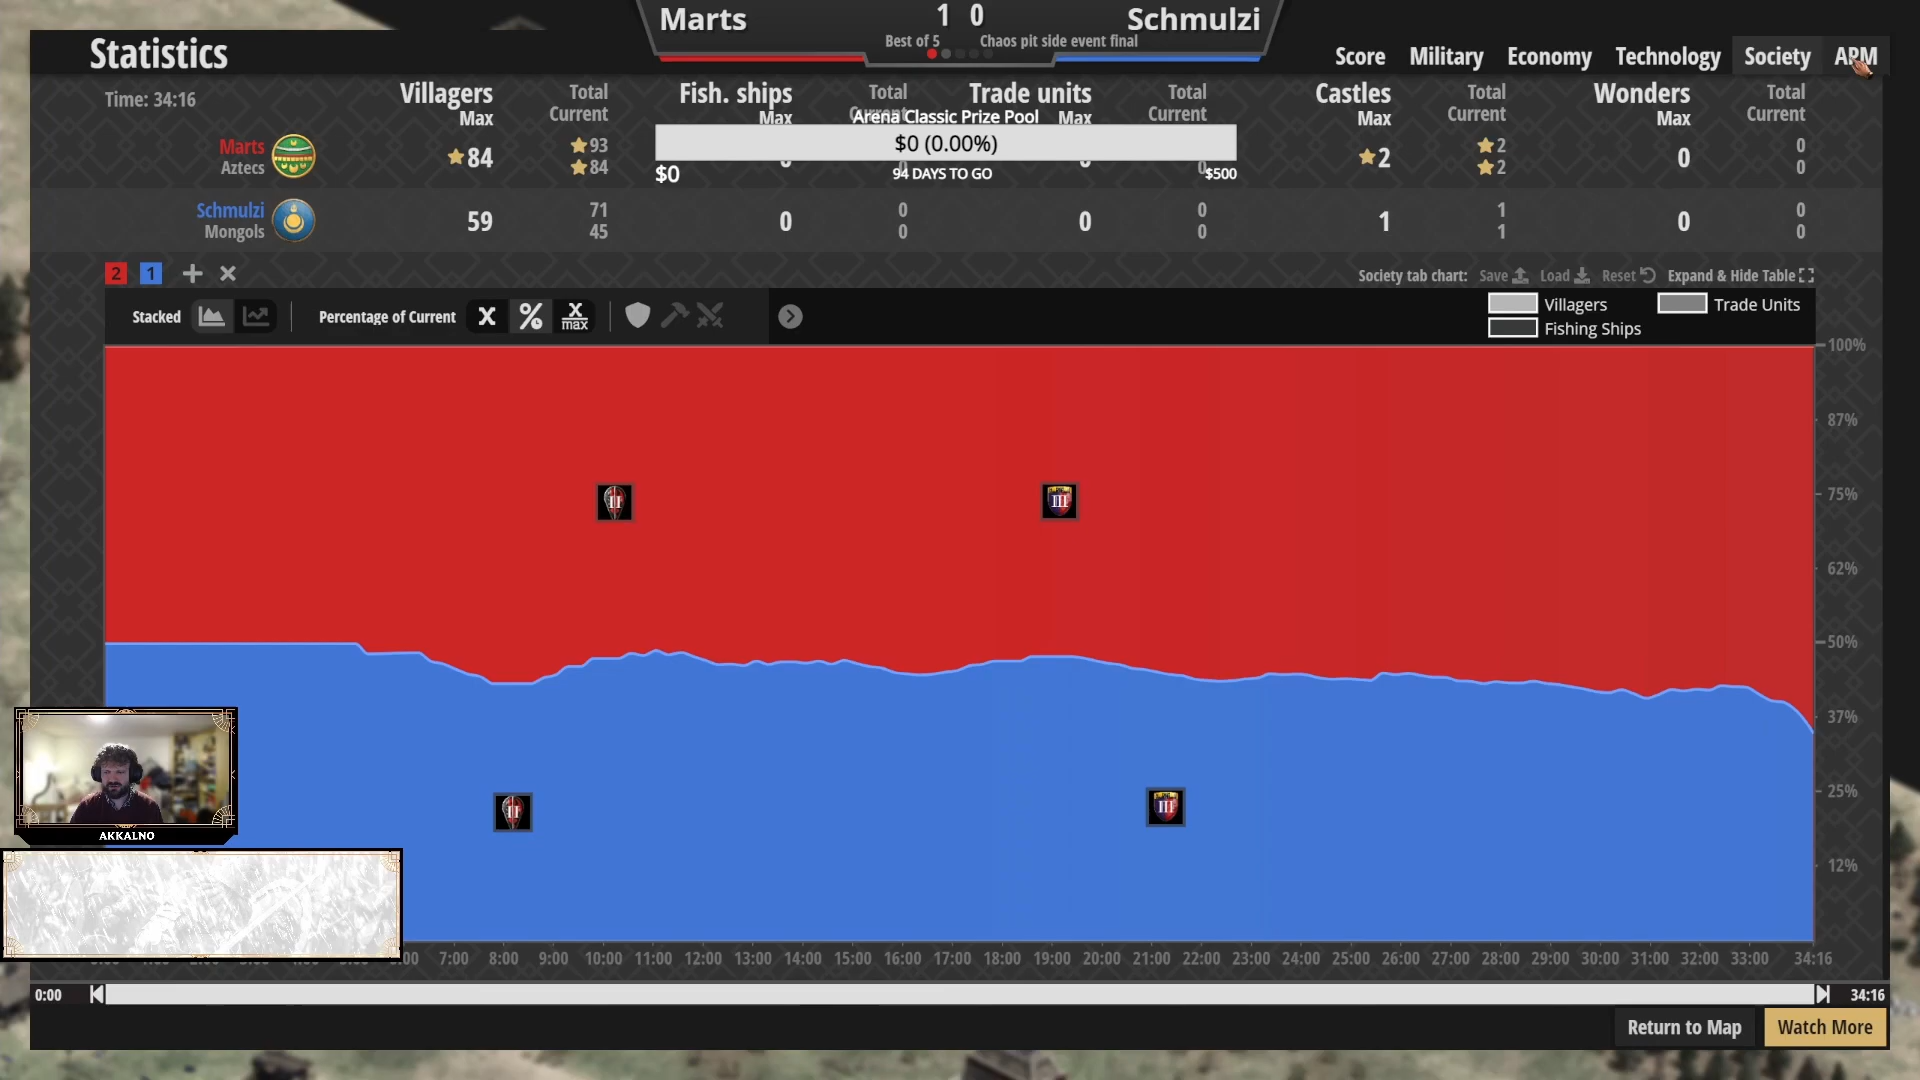 Marts 1 0 Schmulzi
Best of 5 Chaos pit side event final
Statistics
Score Military Economy Technology Society APM
Time: 34:16
Villagers Total Fish. ships Total Trade units Total Castles Total Wonders Total
Max Current Max Current Max Current Max Current Max Current
Arena Classic Prize Pool
$0 (0.00%)
$0 94 DAYS TO GO $500
Marts
Aztecs
84 93
84
2 2
2
0 0
0
Schmulzi
Mongols
59 71
45
0 0
0
0 0
0
1 1
1
0 0
0
2 1
Society tab chart: Save Load Reset Expand & Hide Table
Stacked Percentage of Current X % X max
Villagers Trade Units
Fishing Ships
100%
87%
75%
62%
50%
37%
25%
12%
II III
II III
AKKALNO
7:00 8:00 9:00 10:00 11:00 12:00 13:00 14:00 15:00 16:00 17:00 18:00 19:00 20:00 21:00 22:00 23:00 24:00 25:00 26:00 27:00 28:00 29:00 30:00 31:00 32:00 33:00 34:16
0:00 34:16
Return to Map Watch More